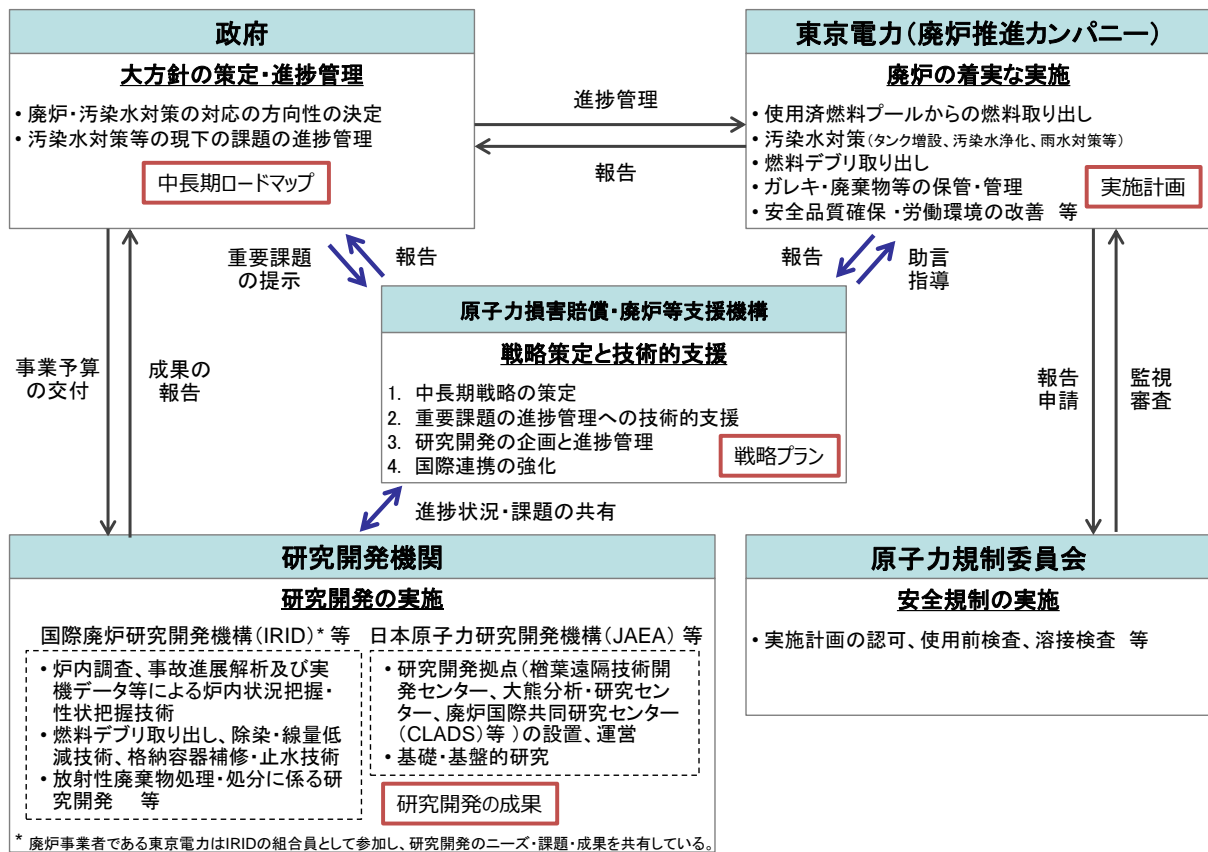 政府
大方針の策定・進捗管理
• 廃炉・汚染水対策の対応の方向性の決定
• 汚染水対策等の現下の課題の進捗管理
中長期ロードマップ
進捗管理
報告
東京電力(廃炉推進カンパニー)
廃炉の着実な実施
• 使用済燃料プールからの燃料取り出し
• 汚染水対策(タンク増設、汚染水浄化、雨水対策等)
• 燃料デブリ取り出し
• ガレキ・廃棄物等の保管・管理
• 安全品質確保・労働環境の改善 等
実施計画
重要課題
の提示
報告
報告
助言
指導
原子力損害賠償・廃炉等支援機構
戦略策定と技術的支援
1. 中長期戦略の策定
2. 重要課題の進捗管理への技術的支援
3. 研究開発の企画と進捗管理
4. 国際連携の強化
戦略プラン
事業予算
の交付
成果の
報告
報告
申請
監視
審査
進捗状況・課題の共有
研究開発機関
研究開発の実施
国際廃炉研究開発機構(IRID)* 等
• 炉内調査、事故進展解析及び実
機データ等による炉内状況把握・
性状把握技術
• 燃料デブリ取り出し、除染・線量低
減技術、格納容器補修・止水技術
• 放射性廃棄物処理・処分に係る研
究開発 等
日本原子力研究開発機構(JAEA) 等
• 研究開発拠点(楢葉遠隔技術開
発センター、大熊分析・研究セン
ター、廃炉国際共同研究センター
(CLADS)等 )の設置、運営
• 基礎・基盤的研究
研究開発の成果
* 廃炉事業者である東京電力はIRIDの組合員として参加し、研究開発のニーズ・課題・成果を共有している。
原子力規制委員会
安全規制の実施
• 実施計画の認可、使用前検査、溶接検査 等